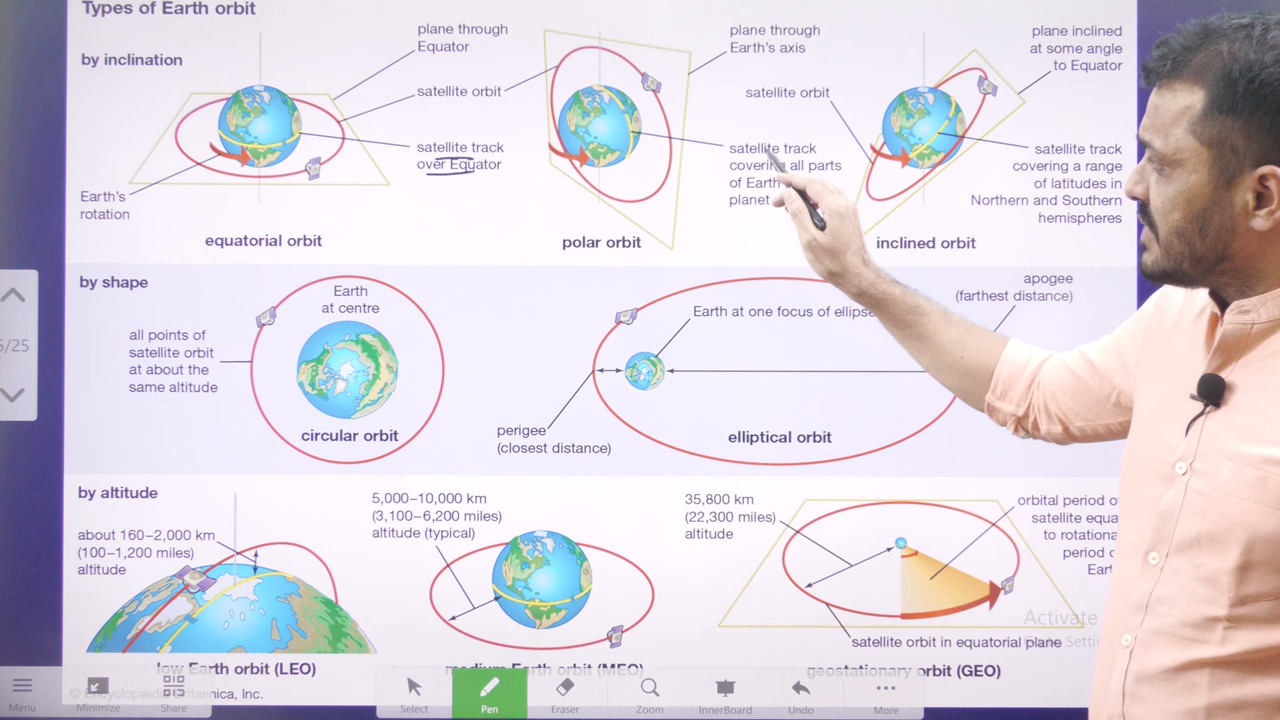 Types of Earth orbit
by inclination
plane through
Equator
satellite orbit
satellite track
over Equator
Earth's
rotation
equatorial orbit
plane through
Earth's axis
satellite track
covering all parts
of Earth
planet
polar orbit
satellite orbit
plane inclined
at some angle
to Equator
satellite track
covering a range
of latitudes in
Northern and Southern
hemispheres
inclined orbit
by shape
Earth
at centre
all points of
satellite orbit
at about the
same altitude
circular orbit
Earth at one focus of ellipse
apogee
(farthest distance)
perigee
(closest distance)
elliptical orbit
by altitude
about 160–2,000 km
(100–1,200 miles)
altitude
low Earth orbit (LEO)
5,000–10,000 km
(3,100–6,200 miles)
altitude (typical)
medium Earth orbit (MEO)
35,800 km
(22,300 miles)
altitude
orbital period
satellite
to
period
satellite orbit in equatorial plane
geostationary orbit (GEO)
/25
Activate
©
Inc.
Menu
Minimize
Share
Select
Pen
Eraser
Zoom
InnerBoard
Undo
More